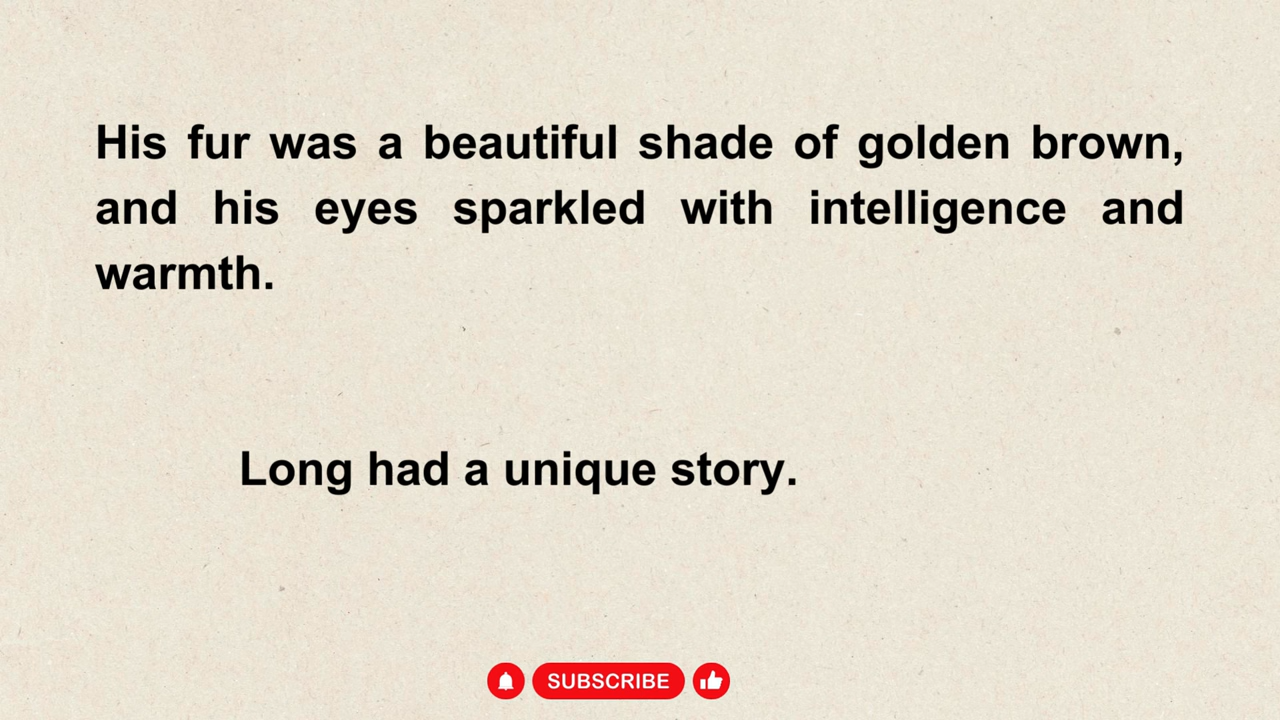 His fur was a beautiful shade of golden brown,
and his eyes sparkled with intelligence and
warmth.
Long had a unique story.
SUBSCRIBE